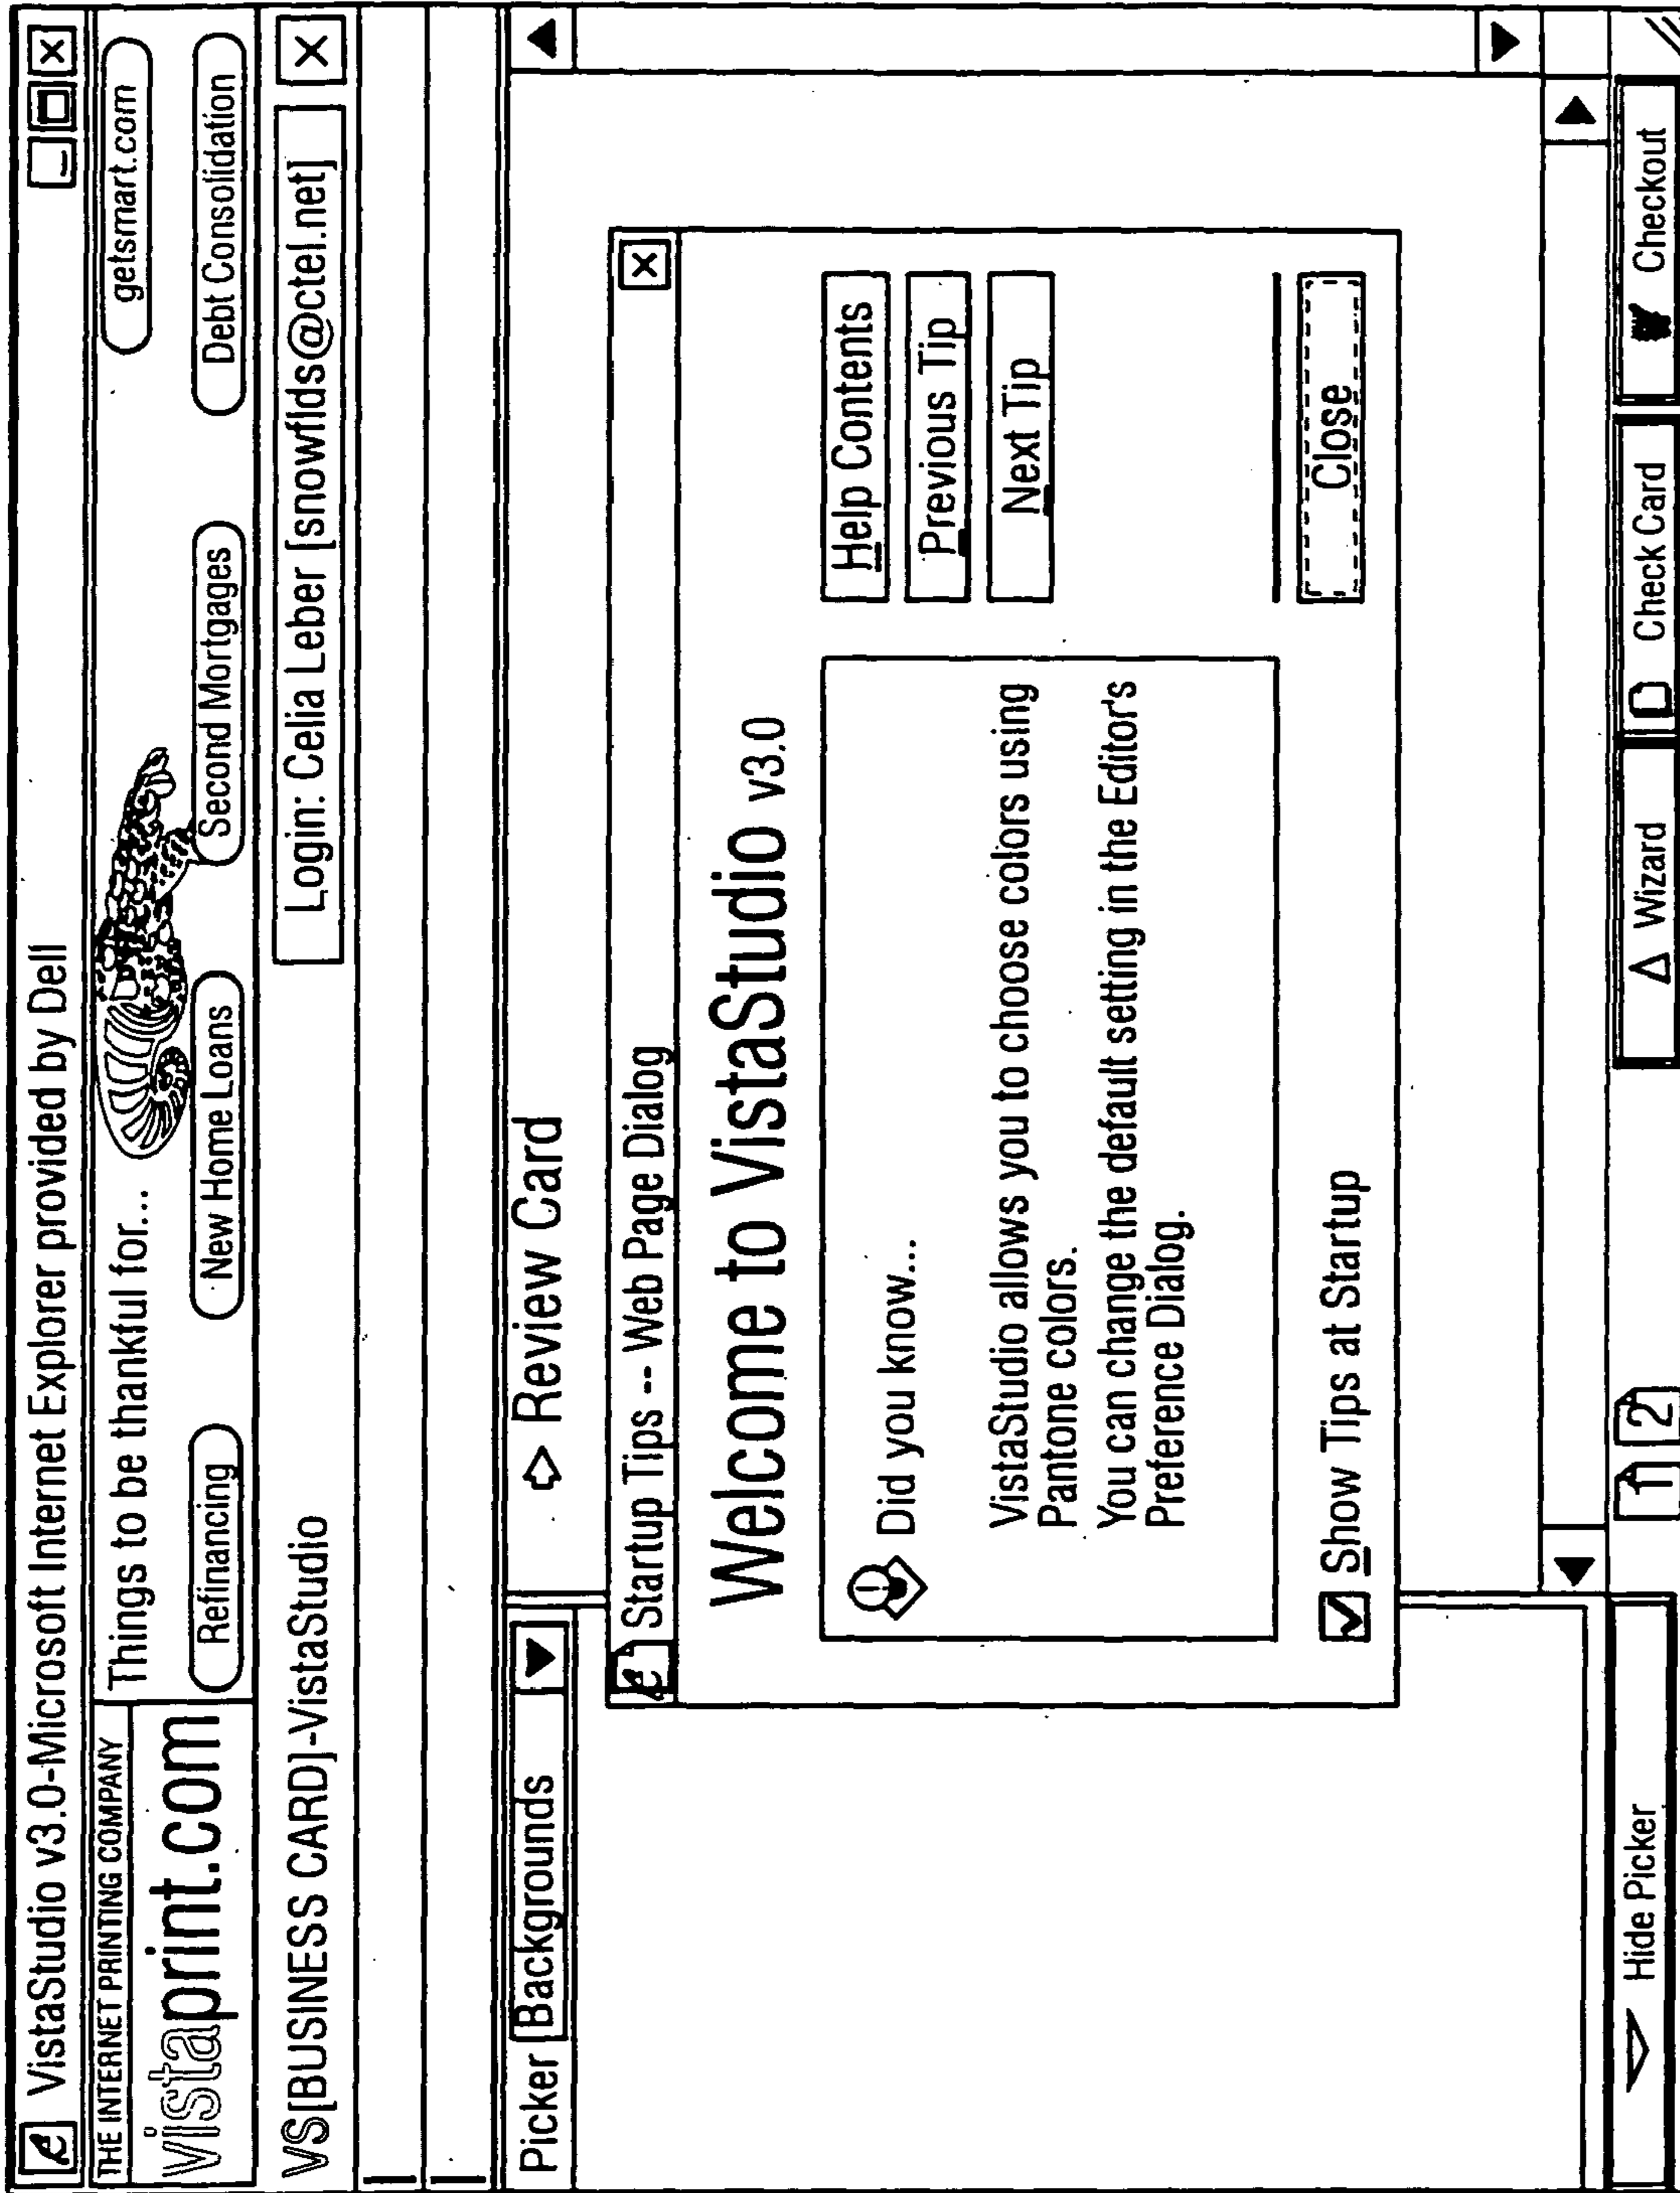 VistaStudio v3.0-Microsoft Internet Explorer provided by Dell
THE INTERNET PRINTING COMPANY
vistaprint.com
Things to be thankful for...
getsmart.com
Refinancing
New Home Loans
Second Mortgages
Debt Consolidation
VS[BUSINESS CARD]-VistaStudio
Login: Celia Leber [snowflds@ctel.net]
Picker Backgrounds
Review Card
Startup Tips -- Web Page Dialog
Welcome to VistaStudio v3.0
Did you know...
VistaStudio allows you to choose colors using
Pantone colors.
You can change the default setting in the Editor's
Preference Dialog.
Help Contents
Previous Tip
Next Tip
Show Tips at Startup
Close
Hide Picker
1 2
Wizard
Check Card
Checkout